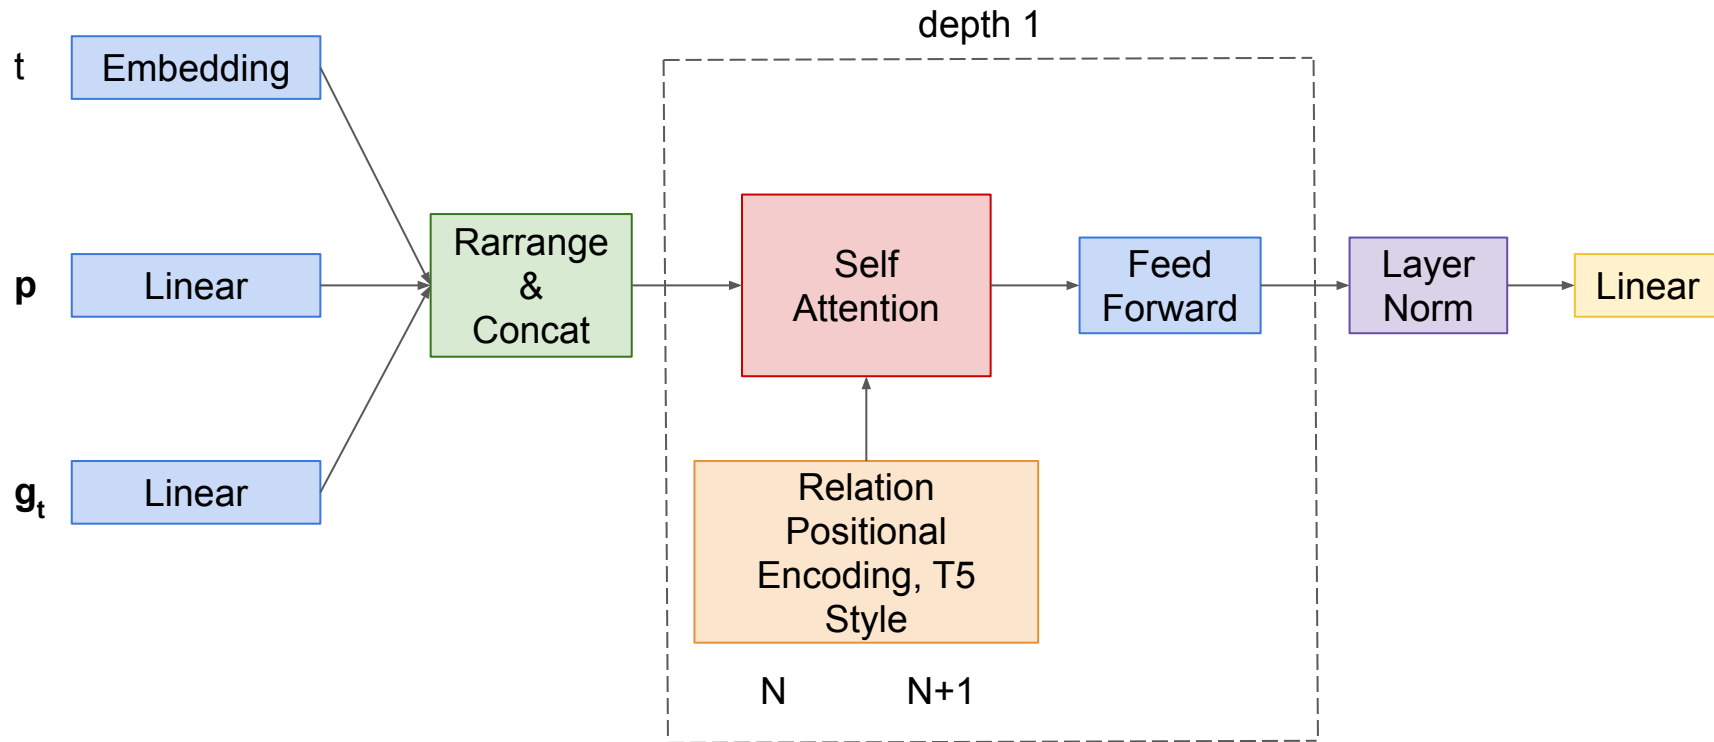 depth 1
t
Embedding
p
Linear
g_t
Linear
Rarrange
&
Concat
Self
Attention
Feed
Forward
Layer
Norm
Linear
Relation
Positional
Encoding, T5
Style
N
N+1